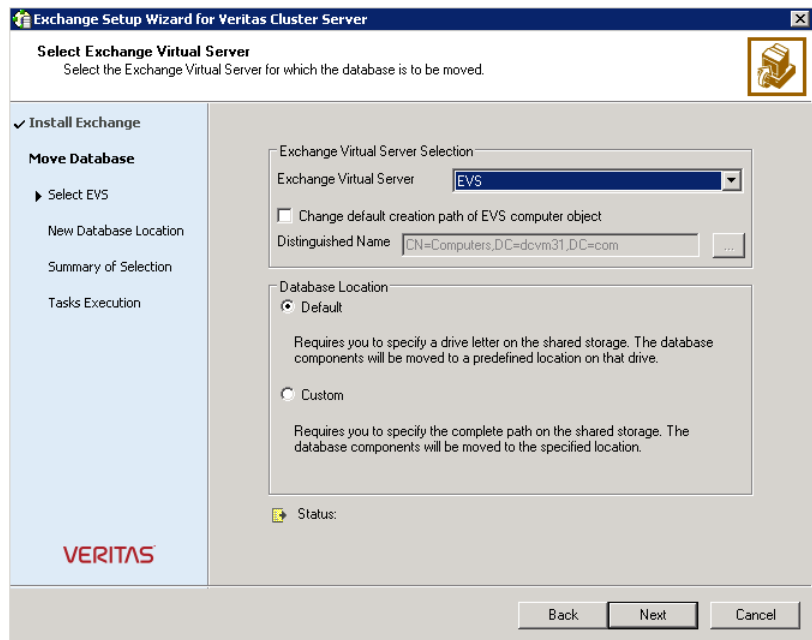 Exchange Setup Wizard for Veritas Cluster Server
Select Exchange Virtual Server
Select the Exchange Virtual Server for which the database is to be moved.
Install Exchange
Move Database
Select EVS
New Database Location
Summary of Selection
Tasks Execution
VERITAS
Exchange Virtual Server Selection
Exchange Virtual Server EVS
Change default creation path of EVS computer object
Distinguished Name CN=Computers,DC=dcvm31,DC=com ...
Database Location
Default
Requires you to specify a drive letter on the shared storage. The database
components will be moved to a predefined location on that drive.
Custom
Requires you to specify the complete path on the shared storage. The
database components will be moved to the specified location.
Status:
Back Next Cancel